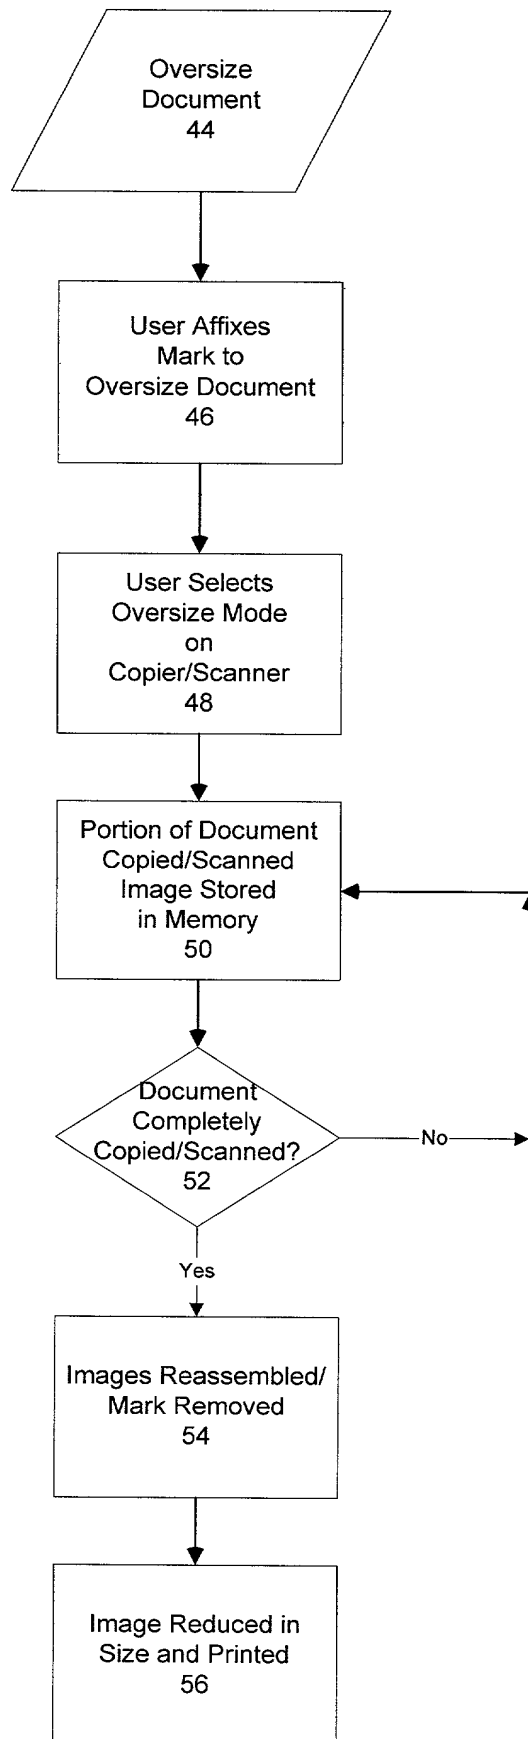 Oversize
Document
44
User Affixes
Mark to
Oversize Document
46
User Selects
Oversize Mode
on
Copier/Scanner
48
Portion of Document
Copied/Scanned
Image Stored
in Memory
50
Document
Completely
Copied/Scanned?
52
No
Yes
Images Reassembled/
Mark Removed
54
Image Reduced in
Size and Printed
56